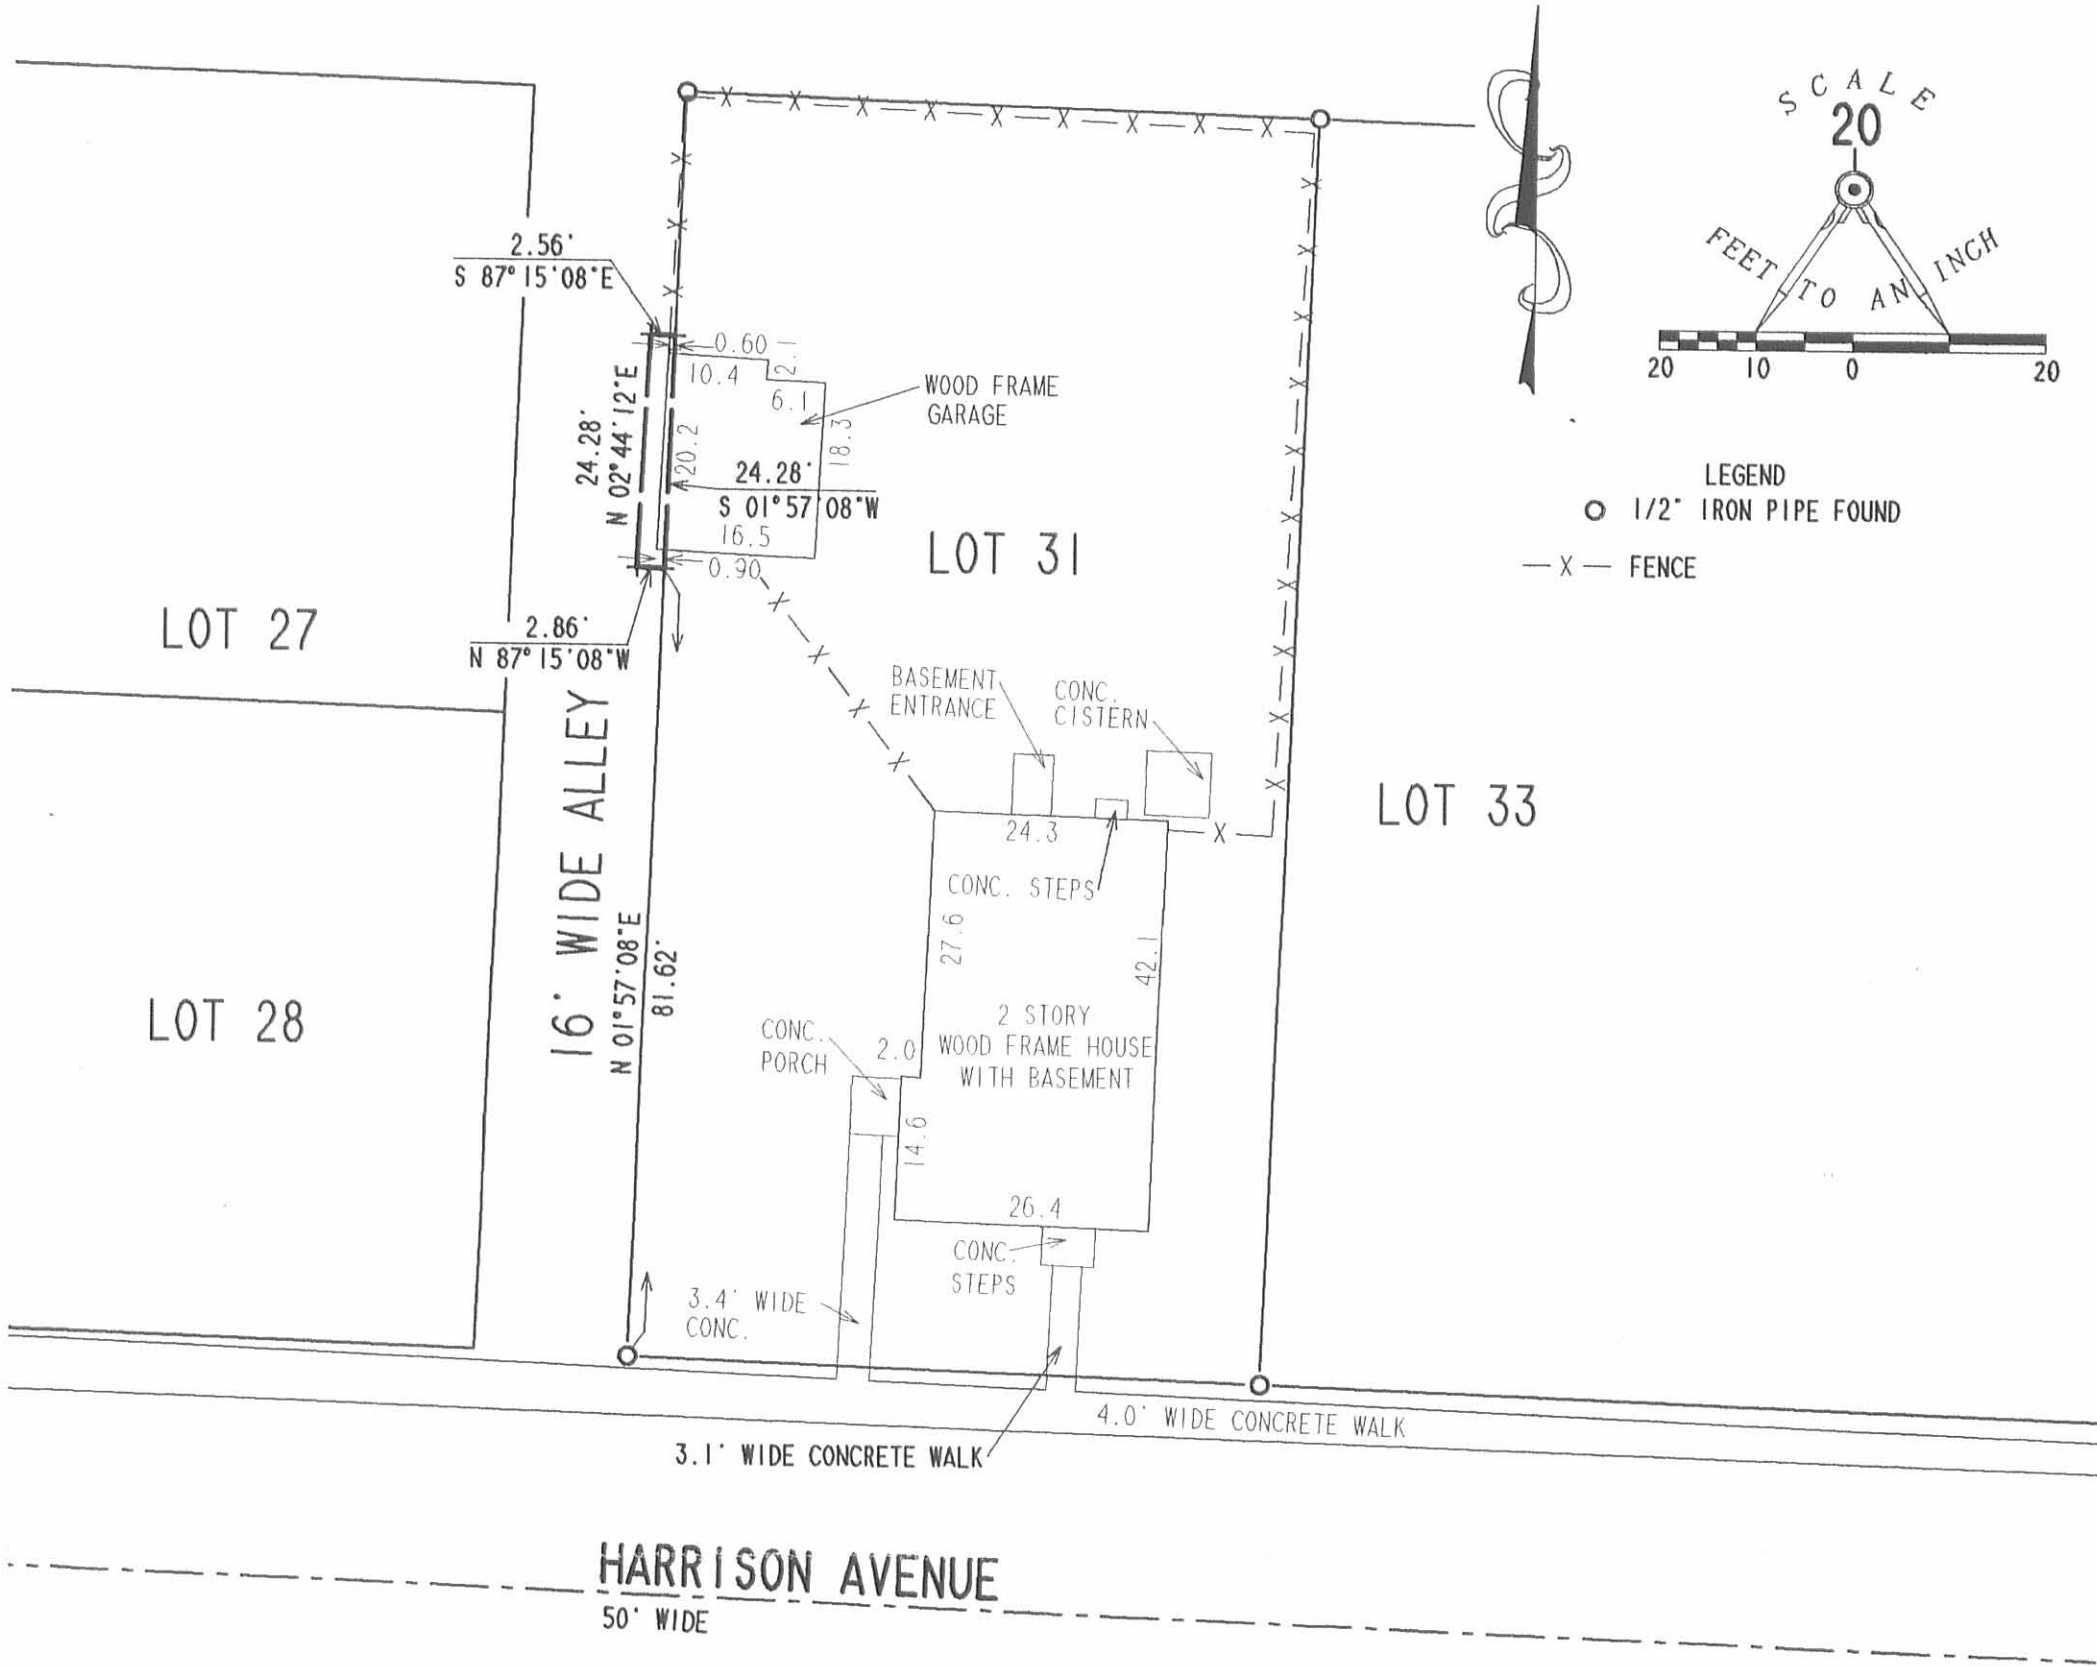 SCALE
20
FEET TO AN INCH
20 10 0 20
LEGEND
1/2" IRON PIPE FOUND
— X — FENCE
2.56'
S 87°15'08"E
24.28'
N 02°44'12"E
0.60
10.4
2.1
6.1
WOOD FRAME
GARAGE
20.2
18.3
24.28'
S 01°57'08"W
16.5
0.90
2.86'
N 87°15'08"W
LOT 27
LOT 31
LOT 33
LOT 28
16' WIDE ALLEY
N 01°57'08"E
81.62'
BASEMENT
ENTRANCE
CONC.
CISTERN
24.3
CONC. STEPS
27.6
42.1
2 STORY
WOOD FRAME HOUSE
WITH BASEMENT
CONC.
PORCH
2.0
14.6
26.4
CONC.
STEPS
3.4' WIDE
CONC.
4.0' WIDE CONCRETE WALK
3.1' WIDE CONCRETE WALK
HARRISON AVENUE
50' WIDE